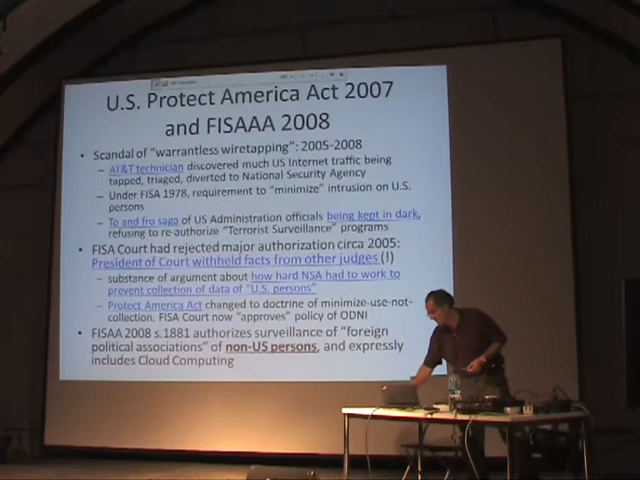 U.S. Protect America Act 2007
and FISAAA 2008
• Scandal of "warrantless wiretapping": 2005-2008
– AT&T technician discovered much US Internet traffic being
tapped, triaged, diverted to National Security Agency
– Under FISA 1978, requirement to "minimize" intrusion on U.S.
persons
– To and fro saga of US Administration officials being kept in dark,
refusing to re-authorize "Terrorist Surveillance" programs
• FISA Court had rejected major authorization circa 2005:
President of Court withheld facts from other judges (!)
– substance of argument about how hard NSA had to work to
prevent collection of data of "U.S. persons"
– Protect America Act changed to doctrine of minimize-use-not-
collection. FISA Court now "approves" policy of ODNI
• FISAA 2008 s.1881 authorizes surveillance of "foreign
political associations" of non-US persons, and expressly
includes Cloud Computing